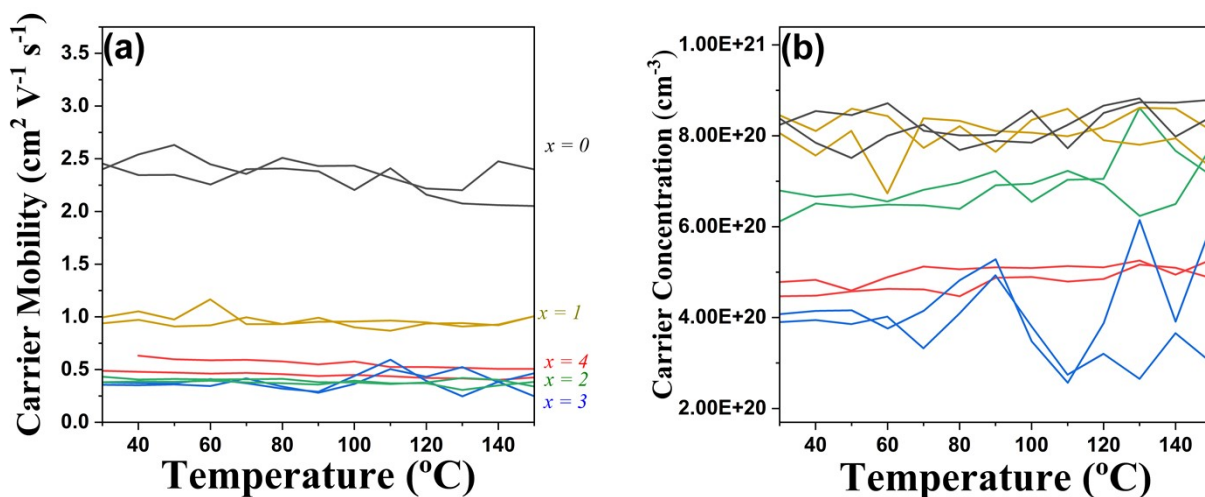 (a)
Carrier Mobility (cm² V⁻¹ s⁻¹)
3.5
3.0
2.5
2.0
1.5
1.0
0.5
0.0
40
60
80
100
120
140
Temperature (ºC)
x = 0
x = 1
x = 4
x = 2
x = 3
(b)
Carrier Concentration (cm⁻³)
1.00E+21
8.00E+20
6.00E+20
4.00E+20
2.00E+20
40
60
80
100
120
140
Temperature (ºC)